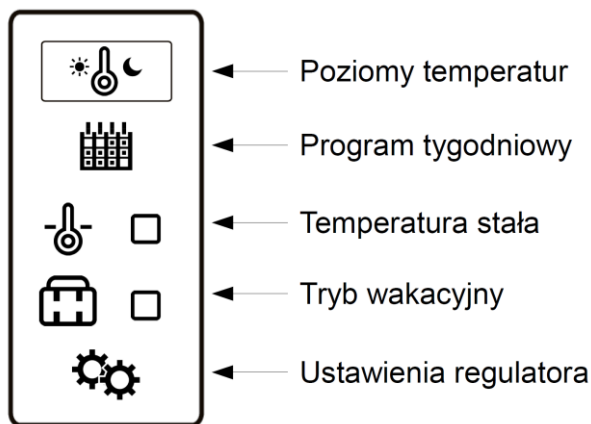 Poziomy temperatur
Program tygodniowy
Temperatura stała
Tryb wakacyjny
Ustawienia regulatora